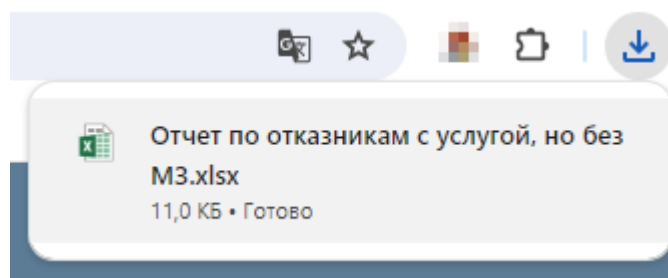 Отчет по отказникам с услугой, но без
МЗ.xlsx
11,0 КБ • Готово